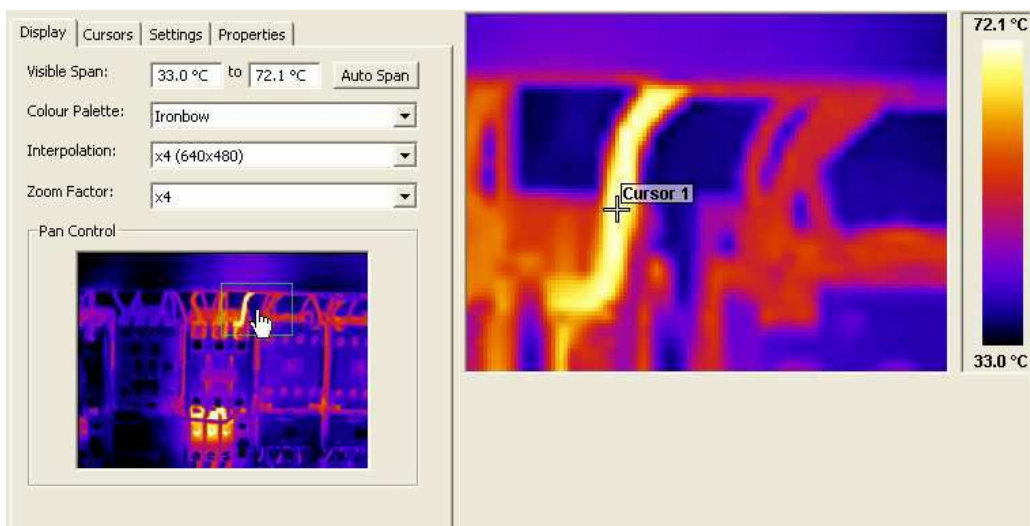 Display Cursors Settings Properties
Visible Span: 33.0 °C to 72.1 °C Auto Span
Colour Palette: Ironbow
Interpolation: x4 (640x480)
Zoom Factor: x4
Pan Control
Cursor 1
72.1 °C
33.0 °C